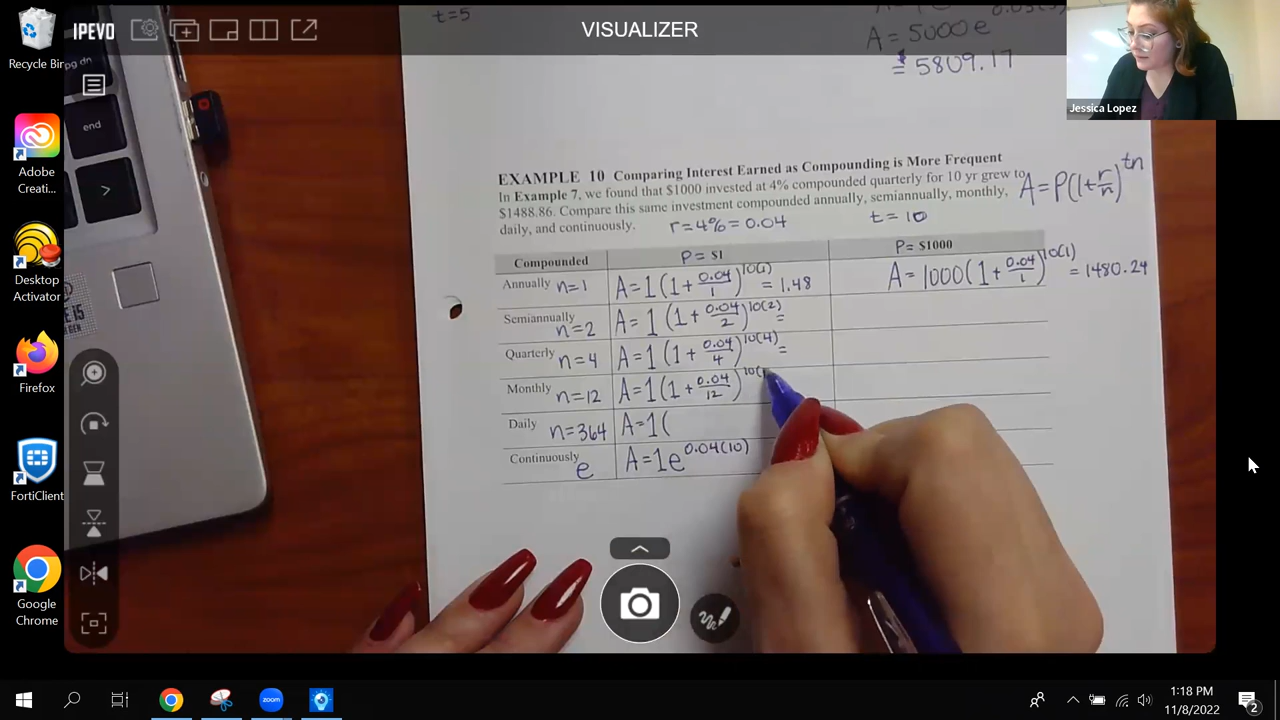 Recycle Bin
Adobe
Creati...
Desktop
Activator
Firefox
FortiClient
Google
Chrome
IPEVO
VISUALIZER
Jessica Lopez
pg dn
end
t=5
A = 5000e
= $5809.17
EXAMPLE 10 Comparing Interest Earned as Compounding is More Frequent
In Example 7, we found that $1000 invested at 4% compounded quarterly for 10 yr grew to
$1488.86. Compare this same investment compounded annually, semiannually, monthly,
daily, and continuously.
r=4%=0.04
t=10
A=P(1+r/n)^tn
Compounded P= $1 P= $1000
Annually n=1 A=1(1+0.04/1)^10(1) =1.48 A=1000(1+0.04/1)^10(1) =1480.24
Semiannually n=2 A=1(1+0.04/2)^10(2) =
Quarterly n=4 A=1(1+0.04/4)^10(4) =
Monthly n=12 A=1(1+0.04/12)^10(1
Daily n=364 A=1(
Continuously e A=1e^0.04(10)
1:18 PM
11/8/2022
zoom
2